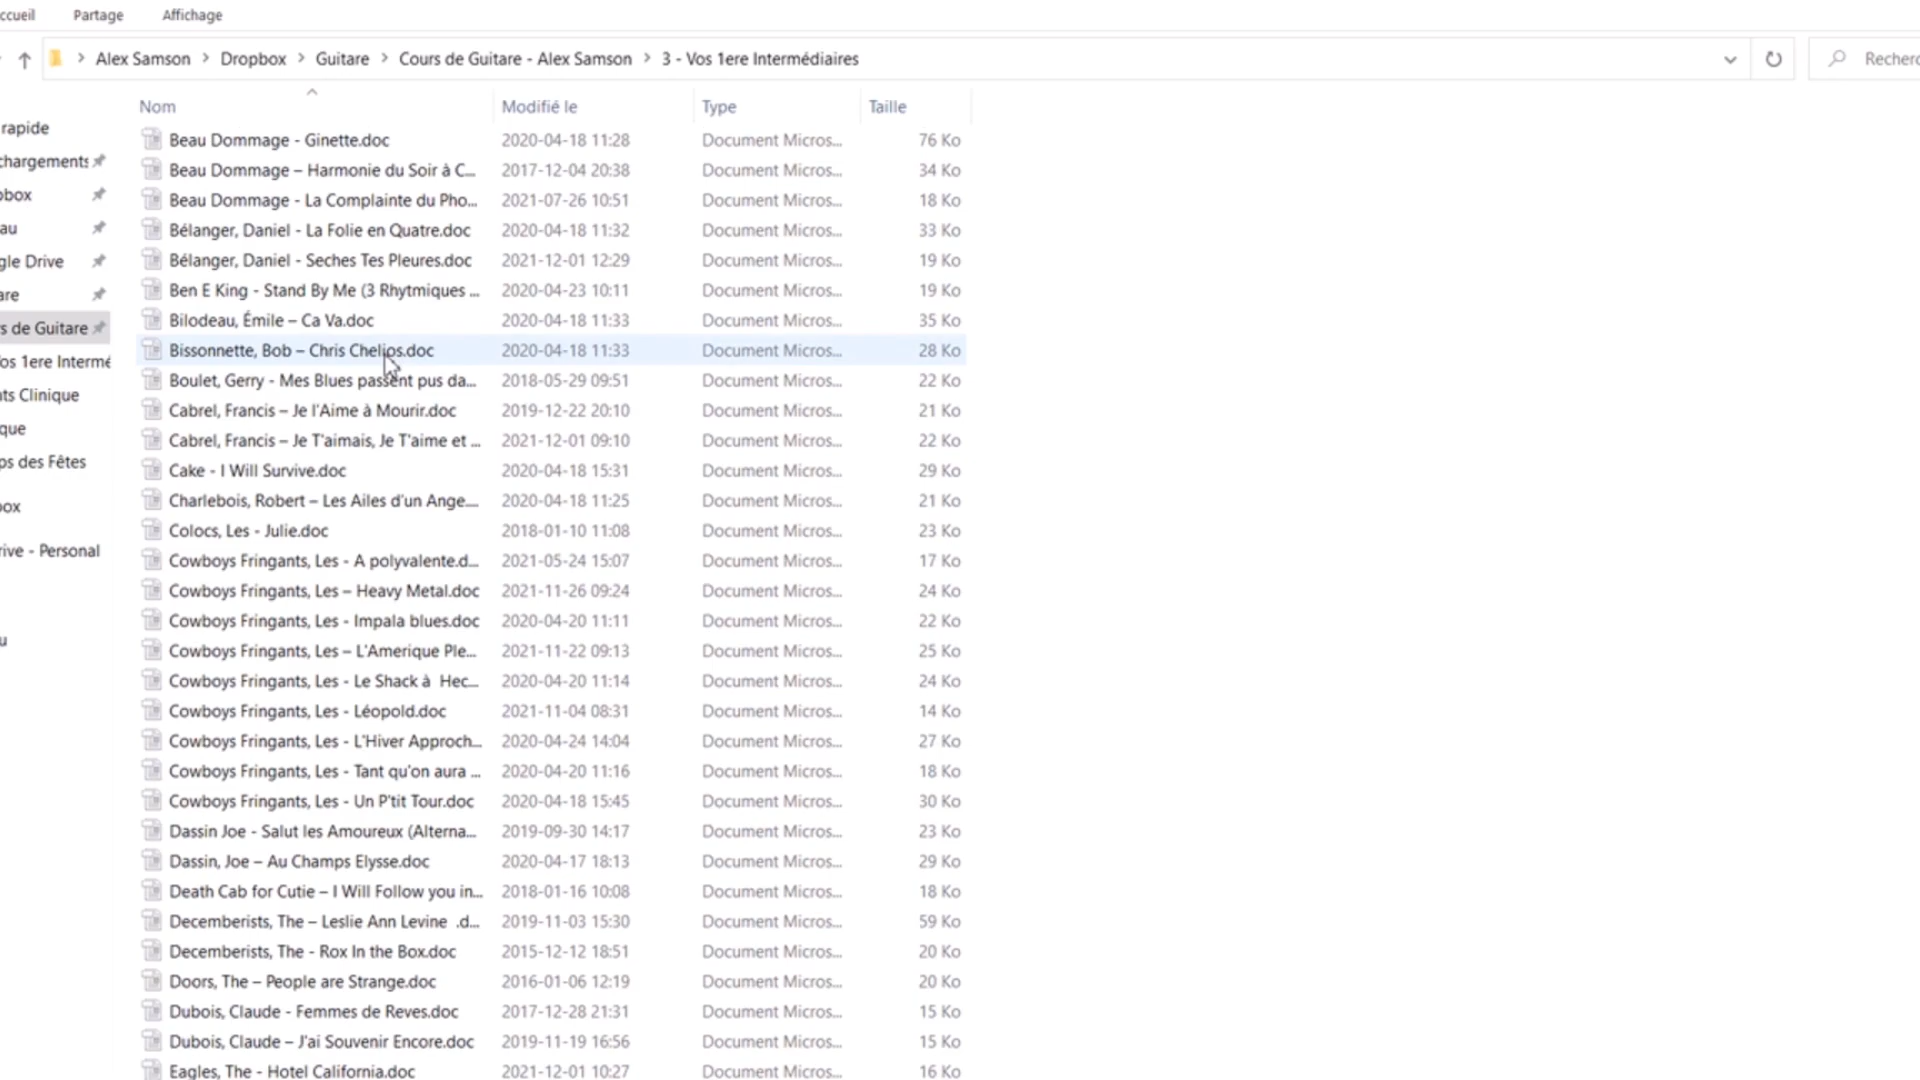 ccueil Partage Affichage
Alex Samson > Dropbox > Guitare > Cours de Guitare - Alex Samson > 3 - Vos 1ere Intermédiaires Recherc
Nom Modifié le Type Taille
rapide
chargements
pbox
au
gle Drive
are
s de Guitare
os 1ere Intermé
ts Clinique
que
ps des Fêtes
box
rive - Personal
u
Beau Dommage - Ginette.doc 2020-04-18 11:28 Document Micros... 76 Ko
Beau Dommage – Harmonie du Soir à C... 2017-12-04 20:38 Document Micros... 34 Ko
Beau Dommage - La Complainte du Pho... 2021-07-26 10:51 Document Micros... 18 Ko
Bélanger, Daniel - La Folie en Quatre.doc 2020-04-18 11:32 Document Micros... 33 Ko
Bélanger, Daniel - Seches Tes Pleures.doc 2021-12-01 12:29 Document Micros... 19 Ko
Ben E King - Stand By Me (3 Rhytmiques ... 2020-04-23 10:11 Document Micros... 19 Ko
Bilodeau, Émile – Ca Va.doc 2020-04-18 11:33 Document Micros... 35 Ko
Bissonnette, Bob – Chris Chelios.doc 2020-04-18 11:33 Document Micros... 28 Ko
Boulet, Gerry - Mes Blues passent pus da... 2018-05-29 09:51 Document Micros... 22 Ko
Cabrel, Francis – Je l'Aime à Mourir.doc 2019-12-22 20:10 Document Micros... 21 Ko
Cabrel, Francis – Je T'aimais, Je T'aime et ... 2021-12-01 09:10 Document Micros... 22 Ko
Cake - I Will Survive.doc 2020-04-18 15:31 Document Micros... 29 Ko
Charlebois, Robert – Les Ailes d'un Ange.... 2020-04-18 11:25 Document Micros... 21 Ko
Colocs, Les - Julie.doc 2018-01-10 11:08 Document Micros... 23 Ko
Cowboys Fringants, Les - A polyvalente.d... 2021-05-24 15:07 Document Micros... 17 Ko
Cowboys Fringants, Les – Heavy Metal.doc 2021-11-26 09:24 Document Micros... 24 Ko
Cowboys Fringants, Les - Impala blues.doc 2020-04-20 11:11 Document Micros... 22 Ko
Cowboys Fringants, Les – L'Amerique Ple... 2021-11-22 09:13 Document Micros... 25 Ko
Cowboys Fringants, Les - Le Shack à  Hec... 2020-04-20 11:14 Document Micros... 24 Ko
Cowboys Fringants, Les - Léopold.doc 2021-11-04 08:31 Document Micros... 14 Ko
Cowboys Fringants, Les - L'Hiver Approch... 2020-04-24 14:04 Document Micros... 27 Ko
Cowboys Fringants, Les - Tant qu'on aura ... 2020-04-20 11:16 Document Micros... 18 Ko
Cowboys Fringants, Les - Un P'tit Tour.doc 2020-04-18 15:45 Document Micros... 30 Ko
Dassin Joe - Salut les Amoureux (Alterna... 2019-09-30 14:17 Document Micros... 23 Ko
Dassin, Joe – Au Champs Elysse.doc 2020-04-17 18:13 Document Micros... 29 Ko
Death Cab for Cutie – I Will Follow you in... 2018-01-16 10:08 Document Micros... 18 Ko
Decemberists, The – Leslie Ann Levine  .d... 2019-11-03 15:30 Document Micros... 59 Ko
Decemberists, The - Rox In the Box.doc 2015-12-12 18:51 Document Micros... 20 Ko
Doors, The – People are Strange.doc 2016-01-06 12:19 Document Micros... 20 Ko
Dubois, Claude - Femmes de Reves.doc 2017-12-28 21:31 Document Micros... 15 Ko
Dubois, Claude – J'ai Souvenir Encore.doc 2019-11-19 16:56 Document Micros... 15 Ko
Eagles, The - Hotel California.doc 2021-12-01 10:27 Document Micros... 16 Ko